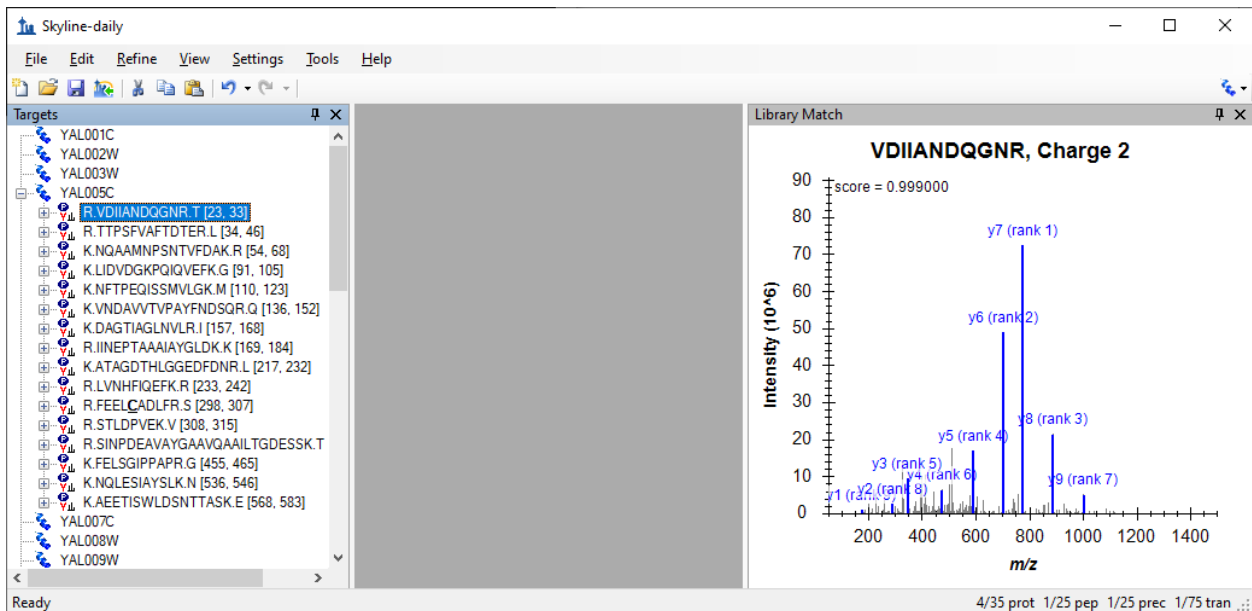 Skyline-daily
File Edit Refine View Settings Tools Help
Targets
YAL001C
YAL002W
YAL003W
YAL005C
R.VDIIANDQGNR.T [23, 33]
R.TTPSFVAFTDTER.L [34, 46]
K.NQAAMNPSNTVFDAK.R [54, 68]
K.LIDVDGKPQIQVEFK.G [91, 105]
K.NFTPEQISSMVLGK.M [110, 123]
K.VNDAVVTVPAYFNDSQR.Q [136, 152]
K.DAGTIAGLNVLR.I [157, 168]
R.IINEPTAAAIAYGLDK.K [169, 184]
K.ATAGDTHLGGEDFDNR.L [217, 232]
R.LVNHFIQEFK.R [233, 242]
R.FEELCADLFR.S [298, 307]
R.STLDPVEK.V [308, 315]
R.SINPDEAVAYGAAVQAAILTGDESSK.T
K.FELSGIPPAPR.G [455, 465]
K.NQLESIAYSLK.N [536, 546]
K.AEETISWLDSNTTASK.E [568, 583]
YAL007C
YAL008W
YAL009W
Library Match
VDIIANDQGNR, Charge 2
score = 0.999000
Intensity (10^6)
90
80
70
60
50
40
30
20
10
0
y7 (rank 1)
y6 (rank 2)
y8 (rank 3)
y5 (rank 4)
y3 (rank 5)
y4 (rank 6)
y9 (rank 7)
y2 (rank 8)
y1 (rank 9)
200 400 600 800 1000 1200 1400
m/z
Ready
4/35 prot 1/25 pep 1/25 prec 1/75 tran